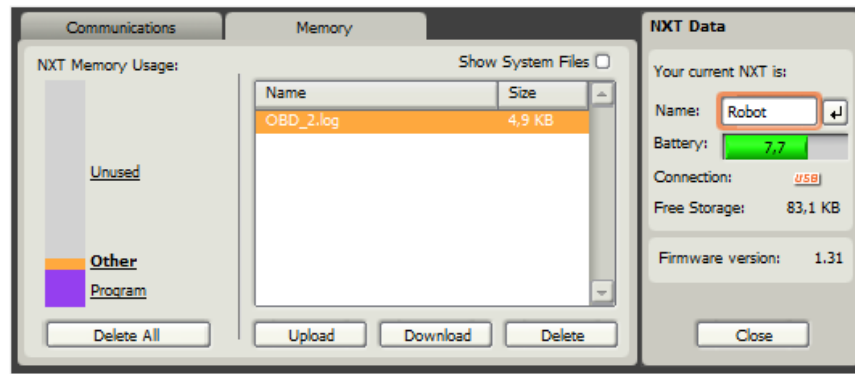 Communications
Memory
NXT Memory Usage:
Show System Files
Name Size
OBD_2.log 4,9 KB
Unused
Other
Program
Delete All
Upload Download Delete
NXT Data
Your current NXT is:
Name: Robot
Battery: 7,7
Connection: USB
Free Storage: 83,1 KB
Firmware version: 1.31
Close